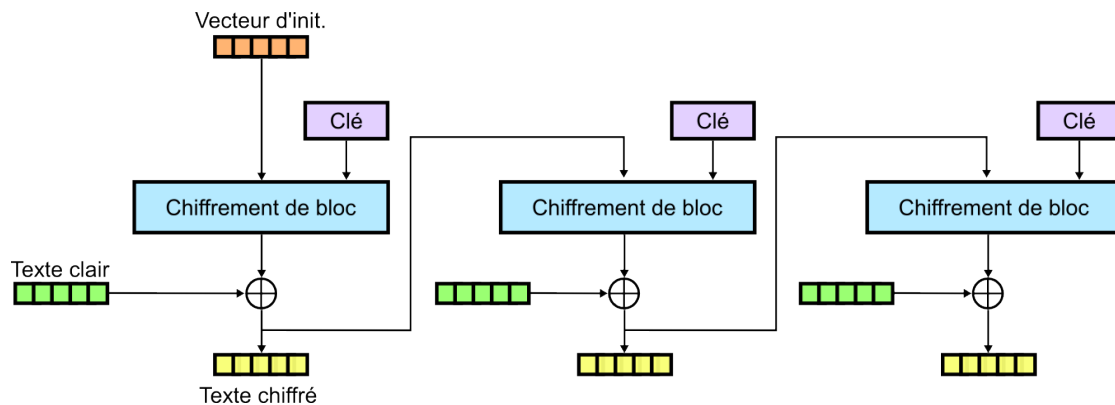 Vecteur d'init.
Clé
Clé
Clé
Chiffrement de bloc
Chiffrement de bloc
Chiffrement de bloc
Texte clair
Texte chiffré